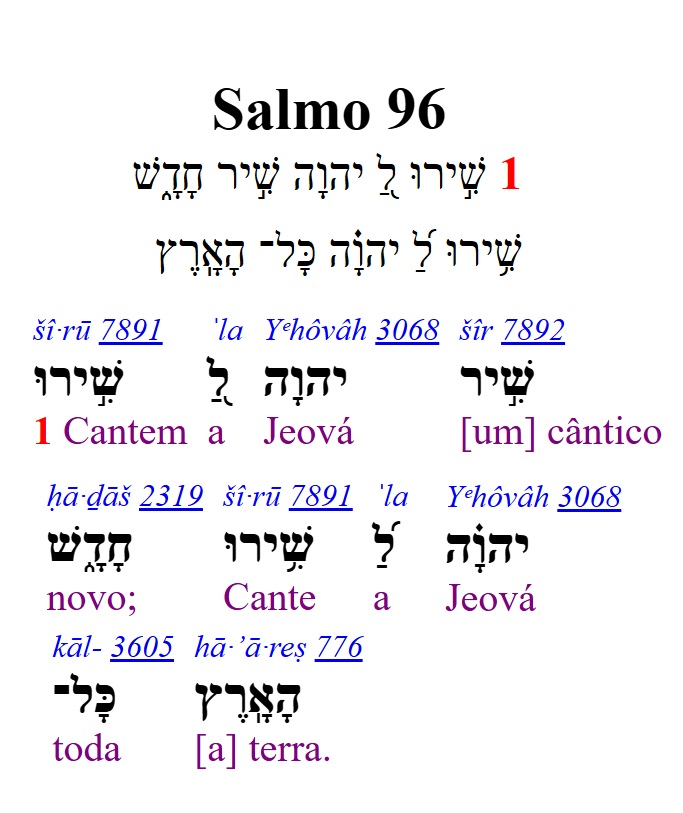 Salmo 96
1 שִׁ֣ירוּ לַ֭ יהוָה שִׁ֣יר חָדָ֑שׁ
שִׁ֥ירוּ לַ֝ יהוָ֗ה כָּל־ הָאָֽרֶץ
šî·rū 7891 ˈla Yᵉhôvâh 3068 šîr 7892
שִׁ֣ירוּ לַ֭ יהוָה שִׁ֣יר
1 Cantem a Jeová [um] cântico
ḥā·ḏāš 2319 šî·rū 7891 ˈla Yᵉhôvâh 3068
חָדָ֑שׁ שִׁ֥ירוּ לַ֝ יהוָ֗ה
novo; Cante a Jeová
kāl- 3605 hā·’ā·reṣ 776
כָּל־ הָאָֽרֶץ
toda [a] terra.